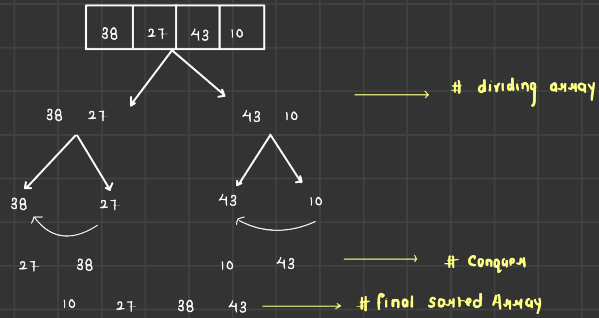 38 27 43 10
# dividing array
38 27 43 10
38 27 43 10
27 38 10 43 # Conquer
10 27 38 43 # final sorted Array